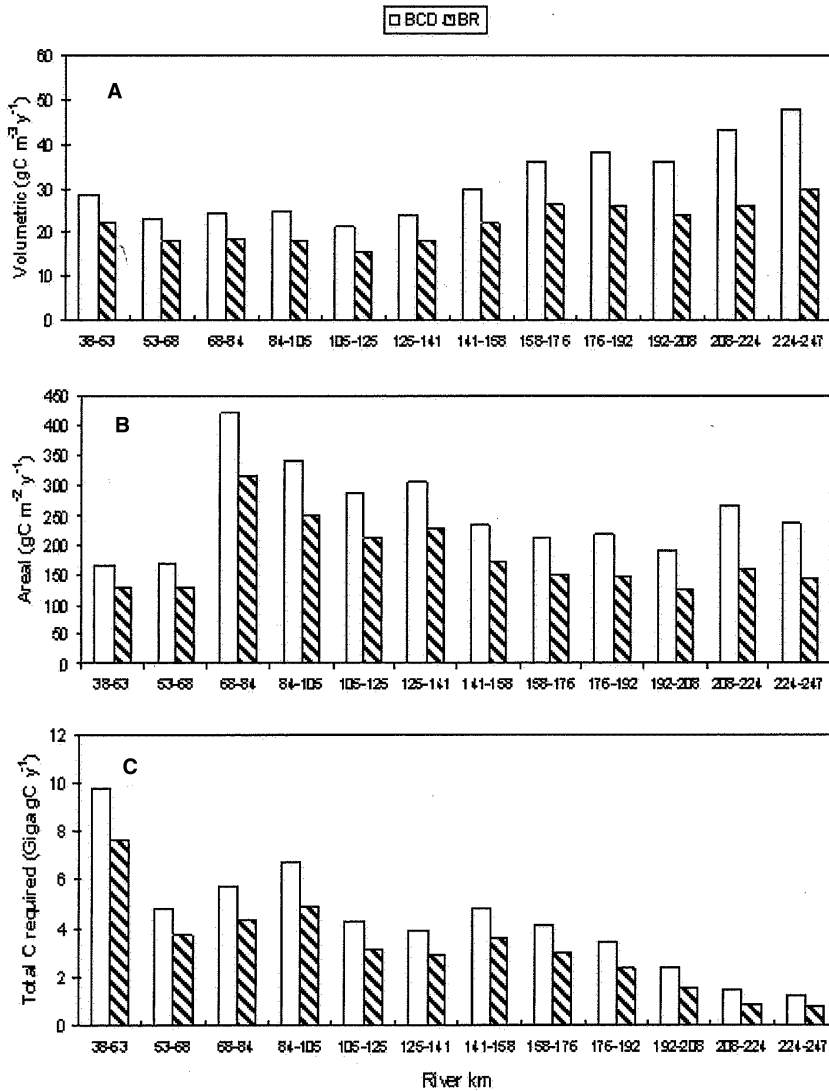 BCD BR
A
Volumetric (gC m-3 y-1)
60
50
40
30
20
10
0
38-53 53-68 68-84 84-105 105-125 125-141 141-158 158-176 176-192 192-208 208-224 224-247
B
Areal (gC m-2 y-1)
450
400
350
300
250
200
150
100
50
0
38-53 53-68 68-84 84-105 105-125 125-141 141-158 158-176 176-192 192-208 208-224 224-247
C
Total C required (Giga gC y-1)
12
10
8
6
4
2
0
38-53 53-68 68-84 84-105 105-125 125-141 141-158 158-176 176-192 192-208 208-224 224-247
River km